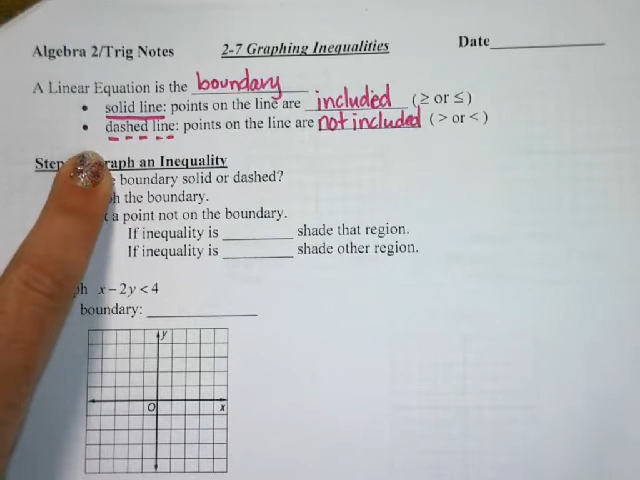 Algebra 2/Trig Notes 2-7 Graphing Inequalities Date
A Linear Equation is the boundary
• solid line: points on the line are included (≥ or ≤)
• dashed line: points on the line are not included (> or <)
Step raph an Inequality
boundary solid or dashed?
the boundary.
a point not on the boundary.
If inequality is ________ shade that region.
If inequality is ________ shade other region.
x − 2y < 4
boundary:
y
O x